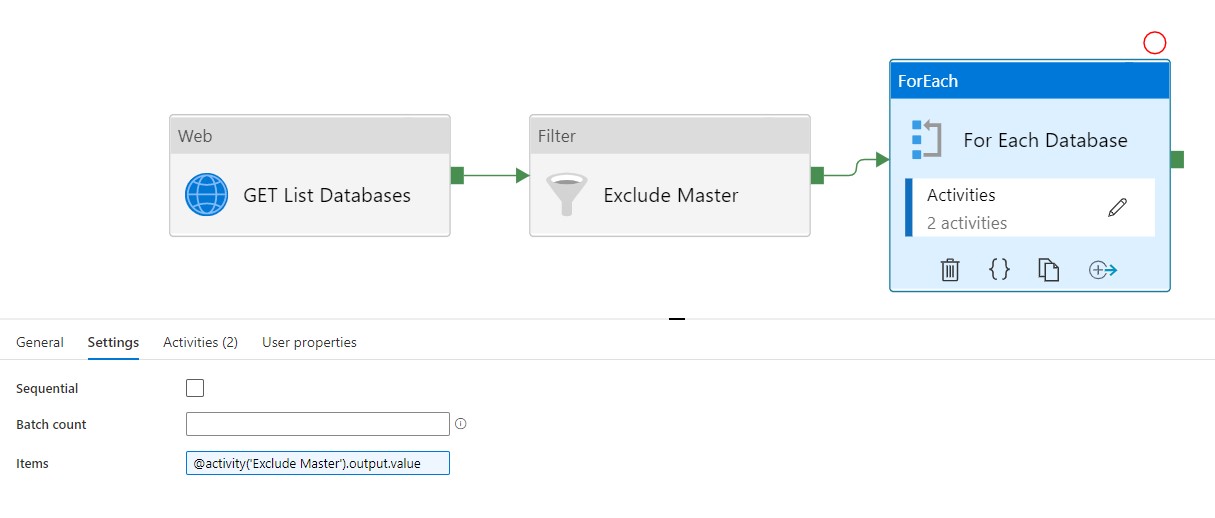 Web
GET List Databases
Filter
Exclude Master
ForEach
For Each Database
Activities
2 activities
General Settings Activities (2) User properties
Sequential
Batch count
Items @activity('Exclude Master').output.value